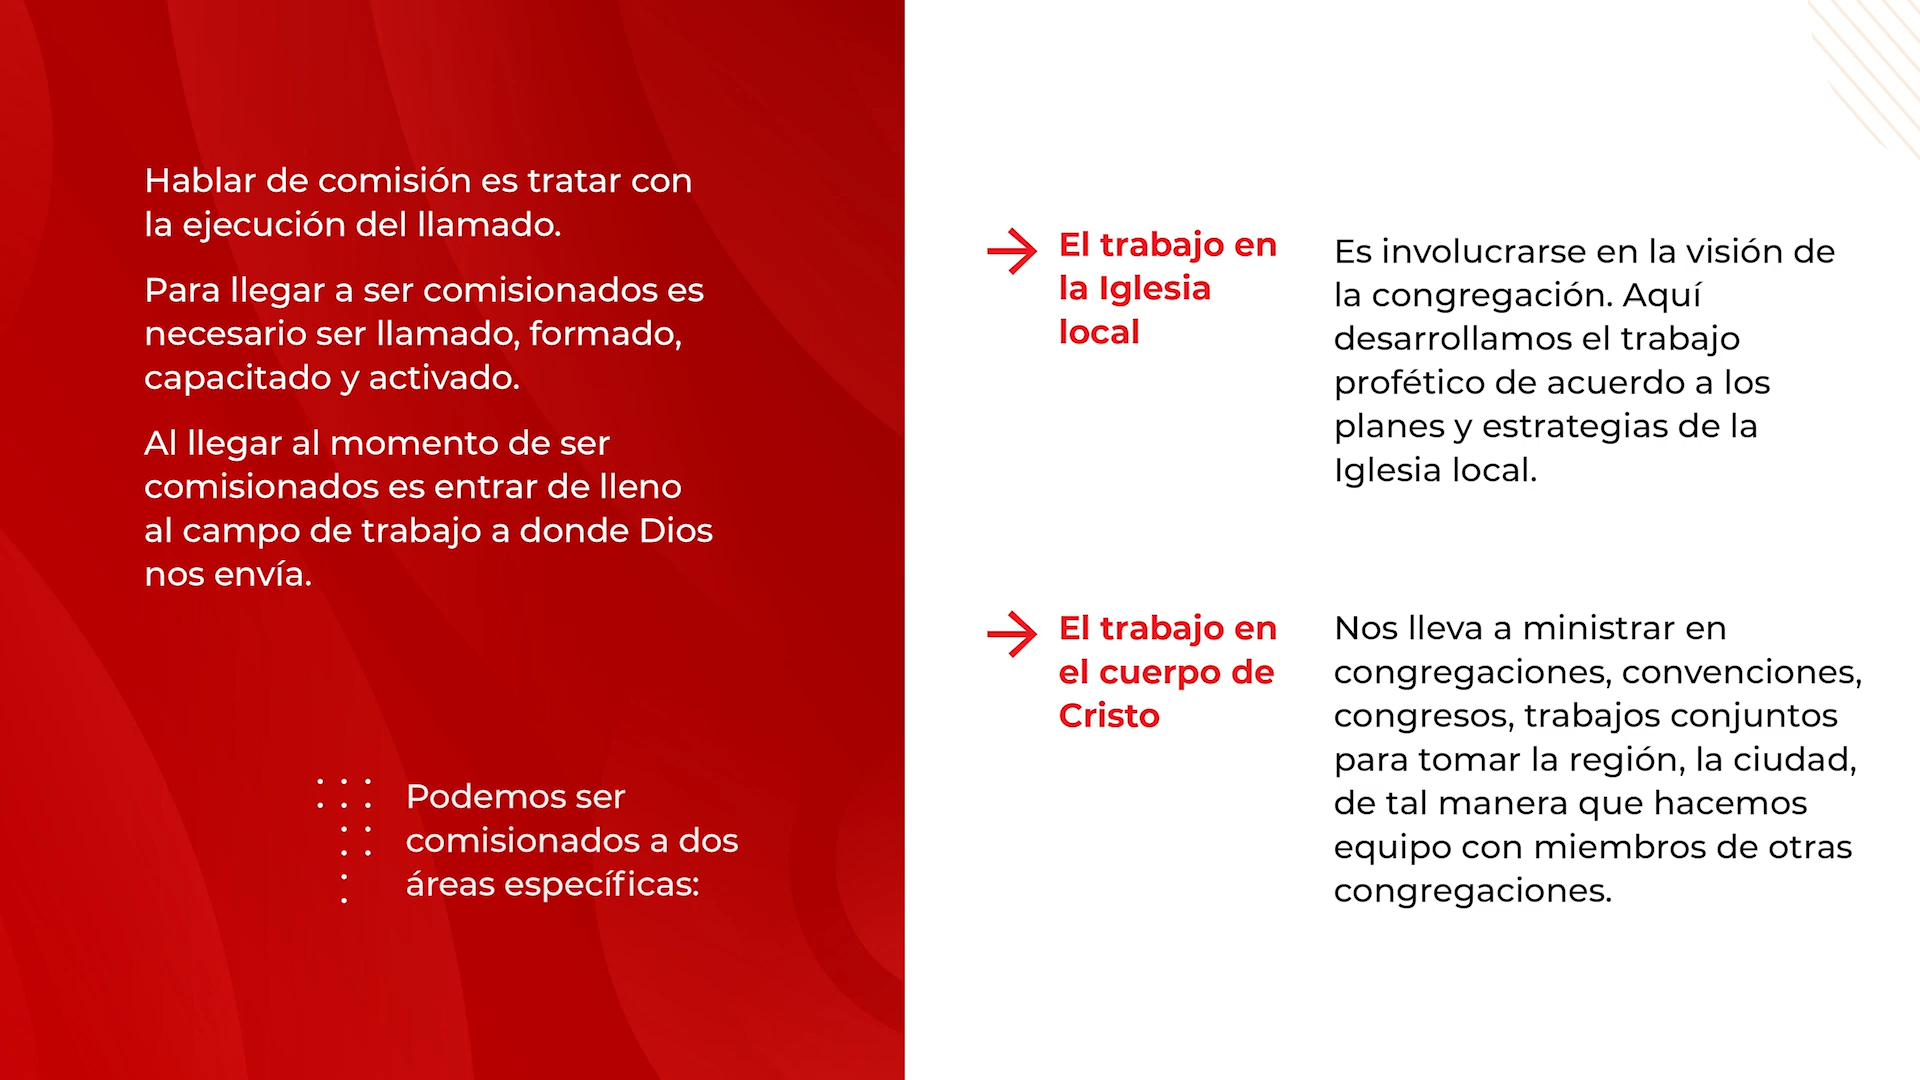 Hablar de comisión es tratar con
la ejecución del llamado.
Para llegar a ser comisionados es
necesario ser llamado, formado,
capacitado y activado.
Al llegar al momento de ser
comisionados es entrar de lleno
al campo de trabajo a donde Dios
nos envía.
Podemos ser
comisionados a dos
áreas específicas:
El trabajo en
la Iglesia
local
Es involucrarse en la visión de
la congregación. Aquí
desarrollamos el trabajo
profético de acuerdo a los
planes y estrategias de la
Iglesia local.
El trabajo en
el cuerpo de
Cristo
Nos lleva a ministrar en
congregaciones, convenciones,
congresos, trabajos conjuntos
para tomar la región, la ciudad,
de tal manera que hacemos
equipo con miembros de otras
congregaciones.